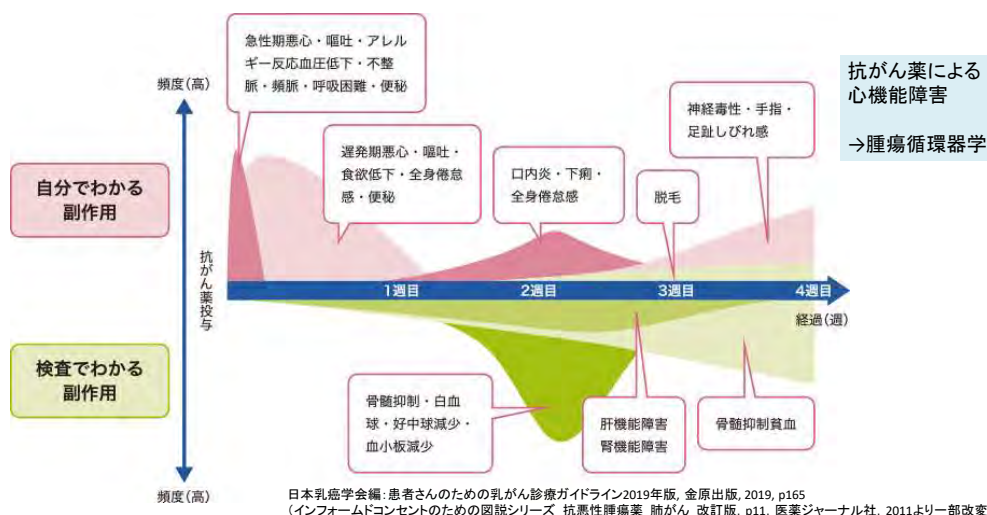 急性期悪心・嘔吐・アレル
ギー反応血圧低下・不整
脈・頻脈・呼吸困難・便秘
頻度(高)
抗がん薬による
心機能障害
→腫瘍循環器学
神経毒性・手指・
足趾しびれ感
遅発期悪心・嘔吐・
食欲低下・全身倦怠
感・便秘
口内炎・下痢・
全身倦怠感
脱毛
自分でわかる
副作用
抗がん薬投与
1週目
2週目
3週目
4週目
経過(週)
検査でわかる
副作用
骨髄抑制・白血
球・好中球減少・
血小板減少
肝機能障害
腎機能障害
骨髄抑制貧血
頻度(高)
日本乳癌学会編:患者さんのための乳がん診療ガイドライン2019年版, 金原出版, 2019, p165
(インフォームドコンセントのための図説シリーズ 抗悪性腫瘍薬 肺がん 改訂版, p11, 医薬ジャーナル社, 2011より一部改変